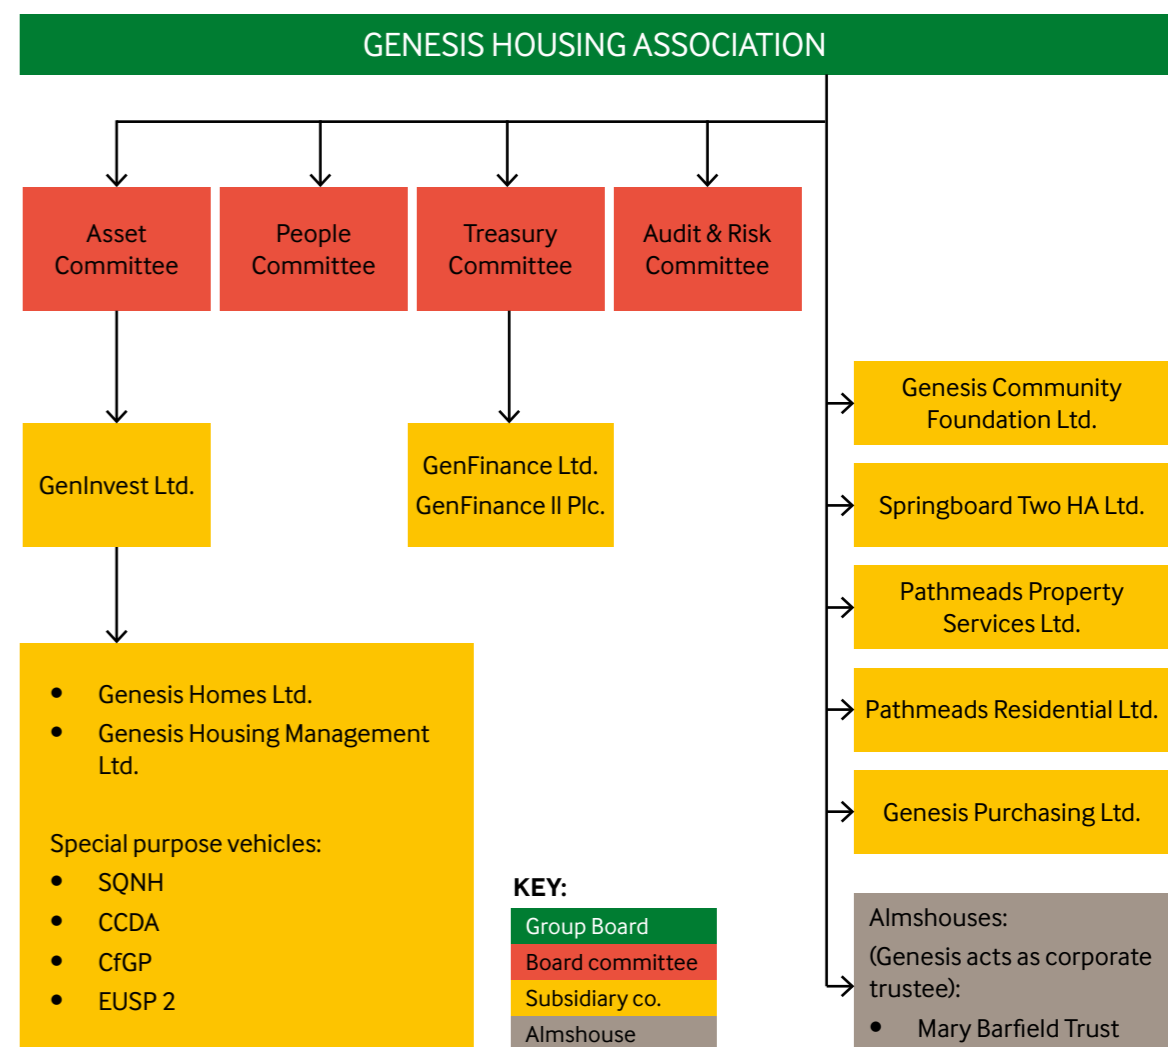 GENESIS HOUSING ASSOCIATION
Asset
Committee
People
Committee
Treasury
Committee
Audit & Risk
Committee
GenInvest Ltd.
GenFinance Ltd.
GenFinance II Plc.
• Genesis Homes Ltd.
• Genesis Housing Management
Ltd.
Special purpose vehicles:
• SQNH
• CCDA
• CfGP
• EUSP 2
Genesis Community
Foundation Ltd.
Springboard Two HA Ltd.
Pathmeads Property
Services Ltd.
Pathmeads Residential Ltd.
Genesis Purchasing Ltd.
Almshouses:
(Genesis acts as corporate
trustee):
• Mary Barfield Trust
KEY:
Group Board
Board committee
Subsidiary co.
Almshouse